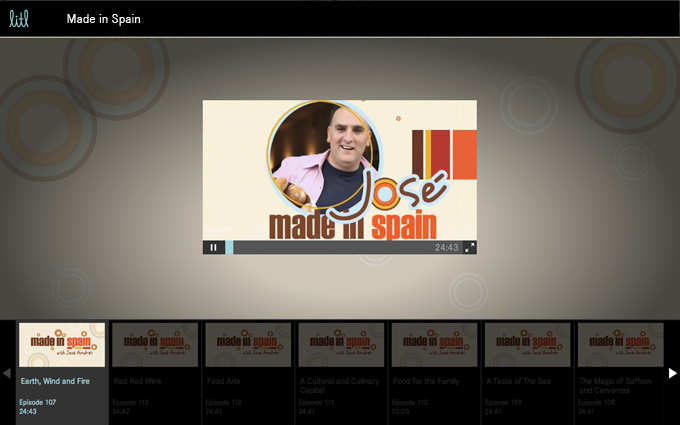 litl
Made in Spain
José
made in spain
24:43
made in spain
with José Andrés
Earth, Wind and Fire
Episode 107
24:43
made in spain
with José Andrés
Red Red Wine
Episode 113
24:42
made in spain
with José Andrés
Food Arts
Episode 112
24:41
made in spain
with José Andrés
A Cultural and Culinary
Capital
Episode 111
24:41
made in spain
with José Andrés
Food for the Family
Episode 110
made in spain
with José Andrés
A Taste of The Sea
Episode 109
24:41
made in spain
with José Andrés
The Magic of Saffron
and Cervantes
Episode 108
24:41